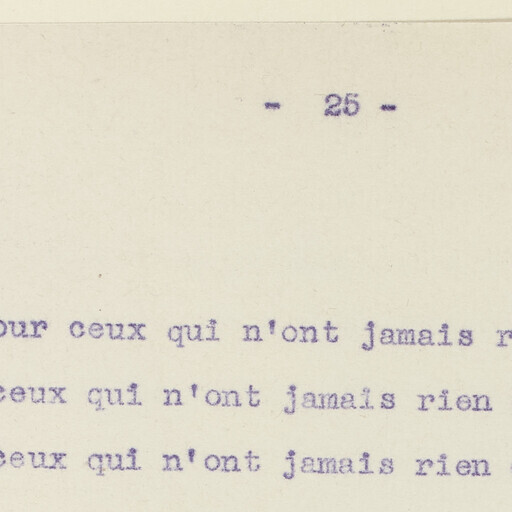 - 25 -
our ceux qui n'ont jamais
ceux qui n'ont jamais rien
ceux qui n'ont jamais rien